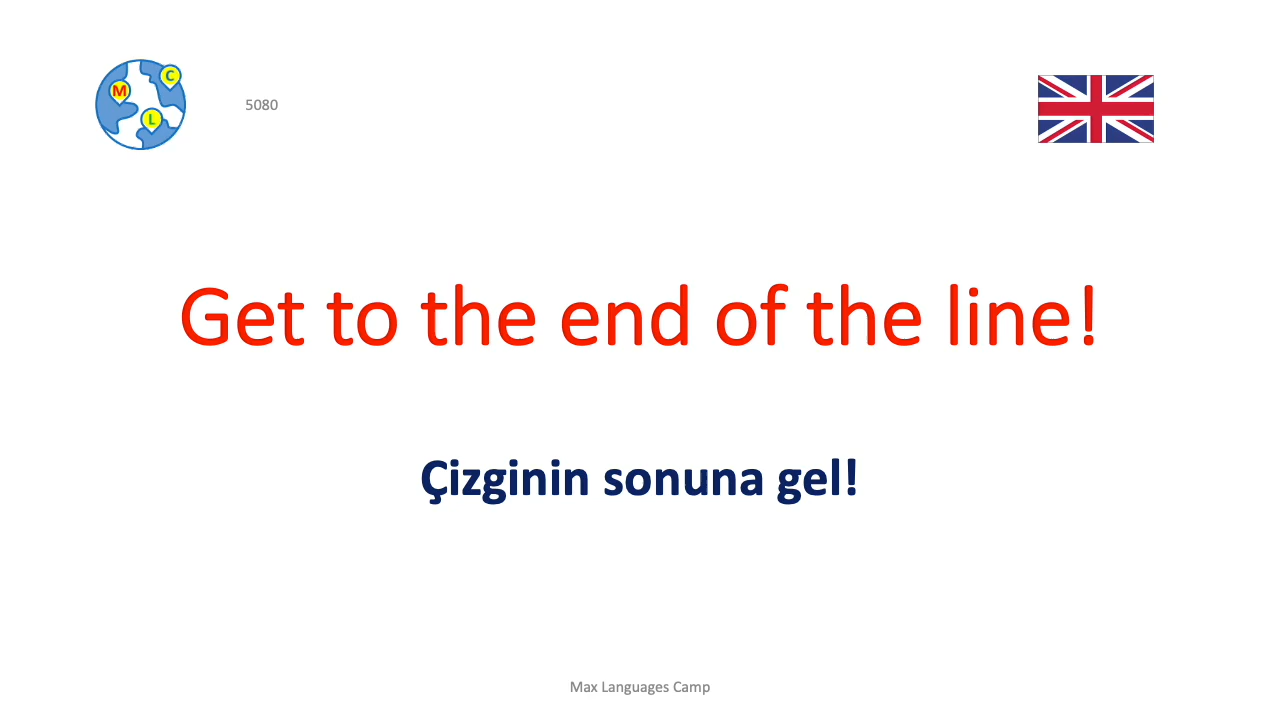 M
C
L
5080
Get to the end of the line!
Çizginin sonuna gel!
Max Languages Camp